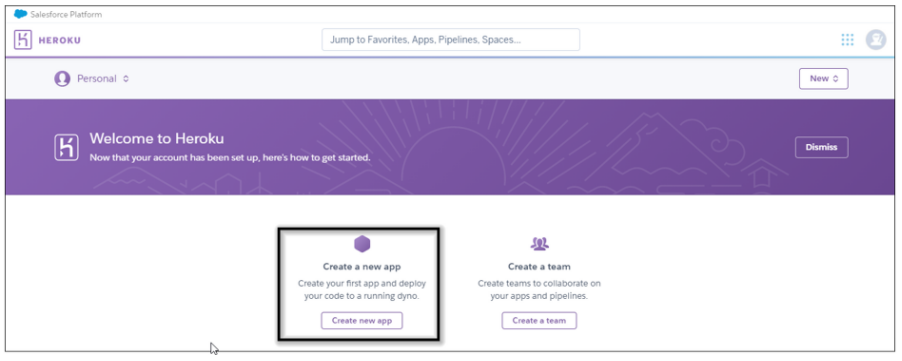 Salesforce Platform
HEROKU
Jump to Favorites, Apps, Pipelines, Spaces...
Personal
New
Welcome to Heroku
Now that your account has been set up, here's how to get started.
Dismiss
Create a new app
Create your first app and deploy
your code to a running dyno.
Create new app
Create a team
Create teams to collaborate on
your apps and pipelines.
Create a team